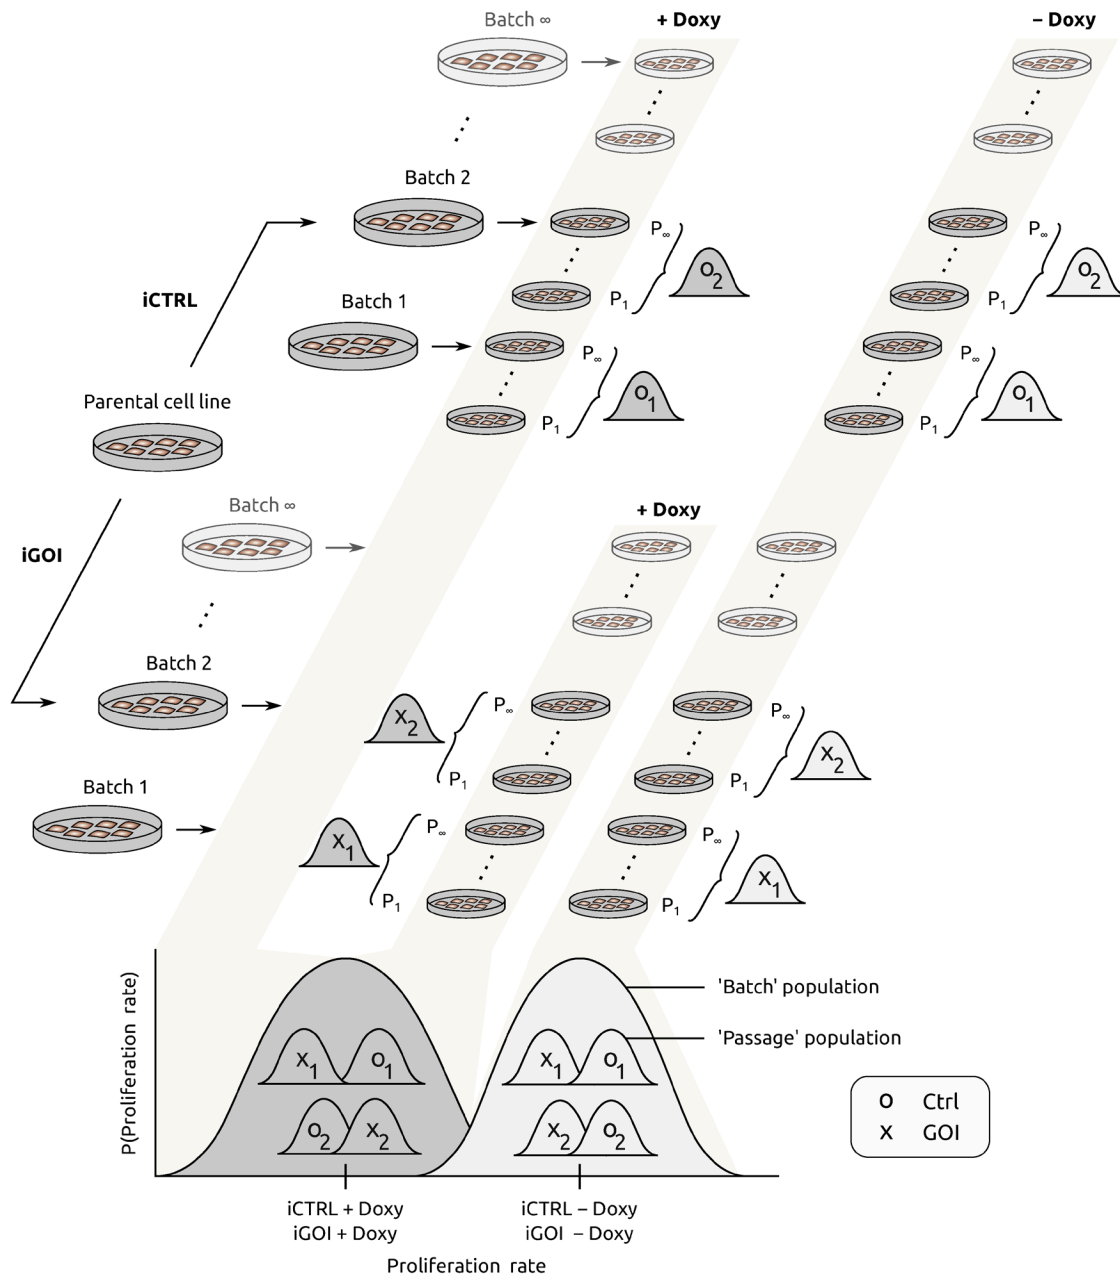 Batch ∞
+ Doxy
– Doxy
Batch 2
P∞
O2
P1
P∞
O2
P1
iCTRL
Batch 1
P∞
O1
P1
P∞
O1
P1
Parental cell line
Batch ∞
+ Doxy
iGOI
Batch 2
X2
P∞
P1
P∞
X2
P1
Batch 1
X1
P∞
P1
P∞
X1
P1
P(Proliferation rate)
'Batch' population
'Passage' population
X1 O1 X1 O1
O2 X2 X2 O2
O Ctrl
X GOI
iCTRL + Doxy
iGOI + Doxy
iCTRL – Doxy
iGOI – Doxy
Proliferation rate